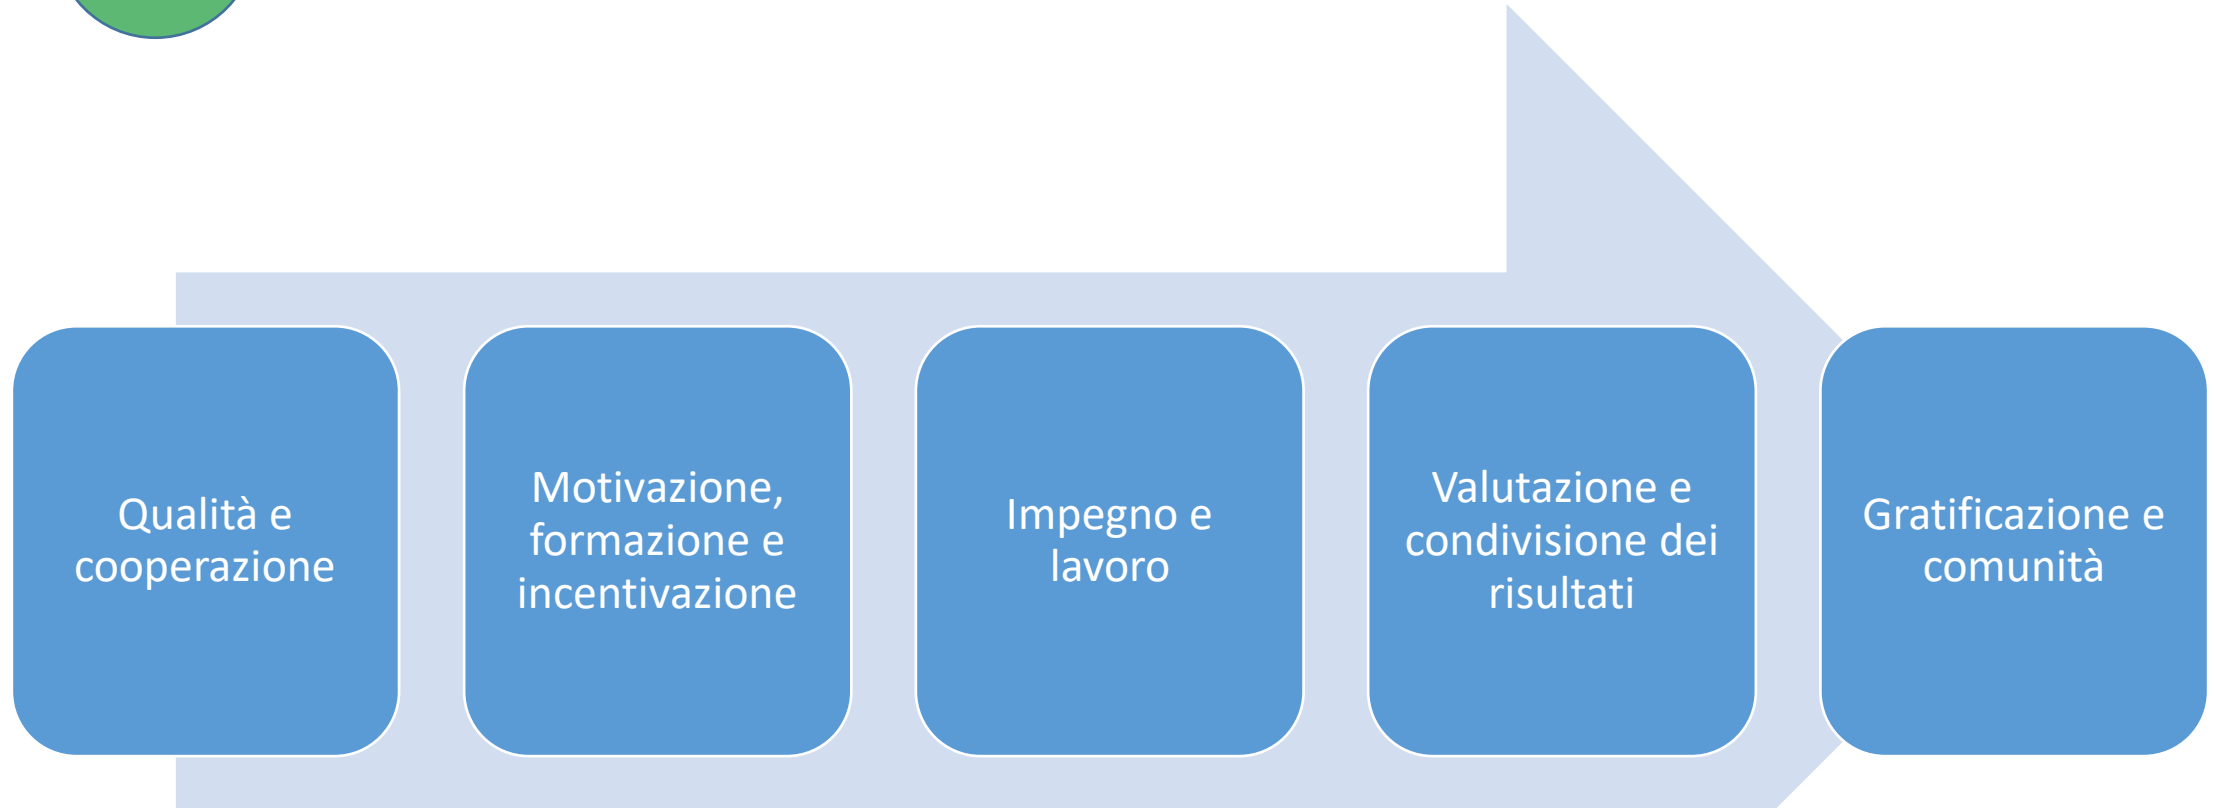 Qualità e
cooperazione
Motivazione,
formazione e
incentivazione
Impegno e
lavoro
Valutazione e
condivisione dei
risultati
Gratificazione e
comunità